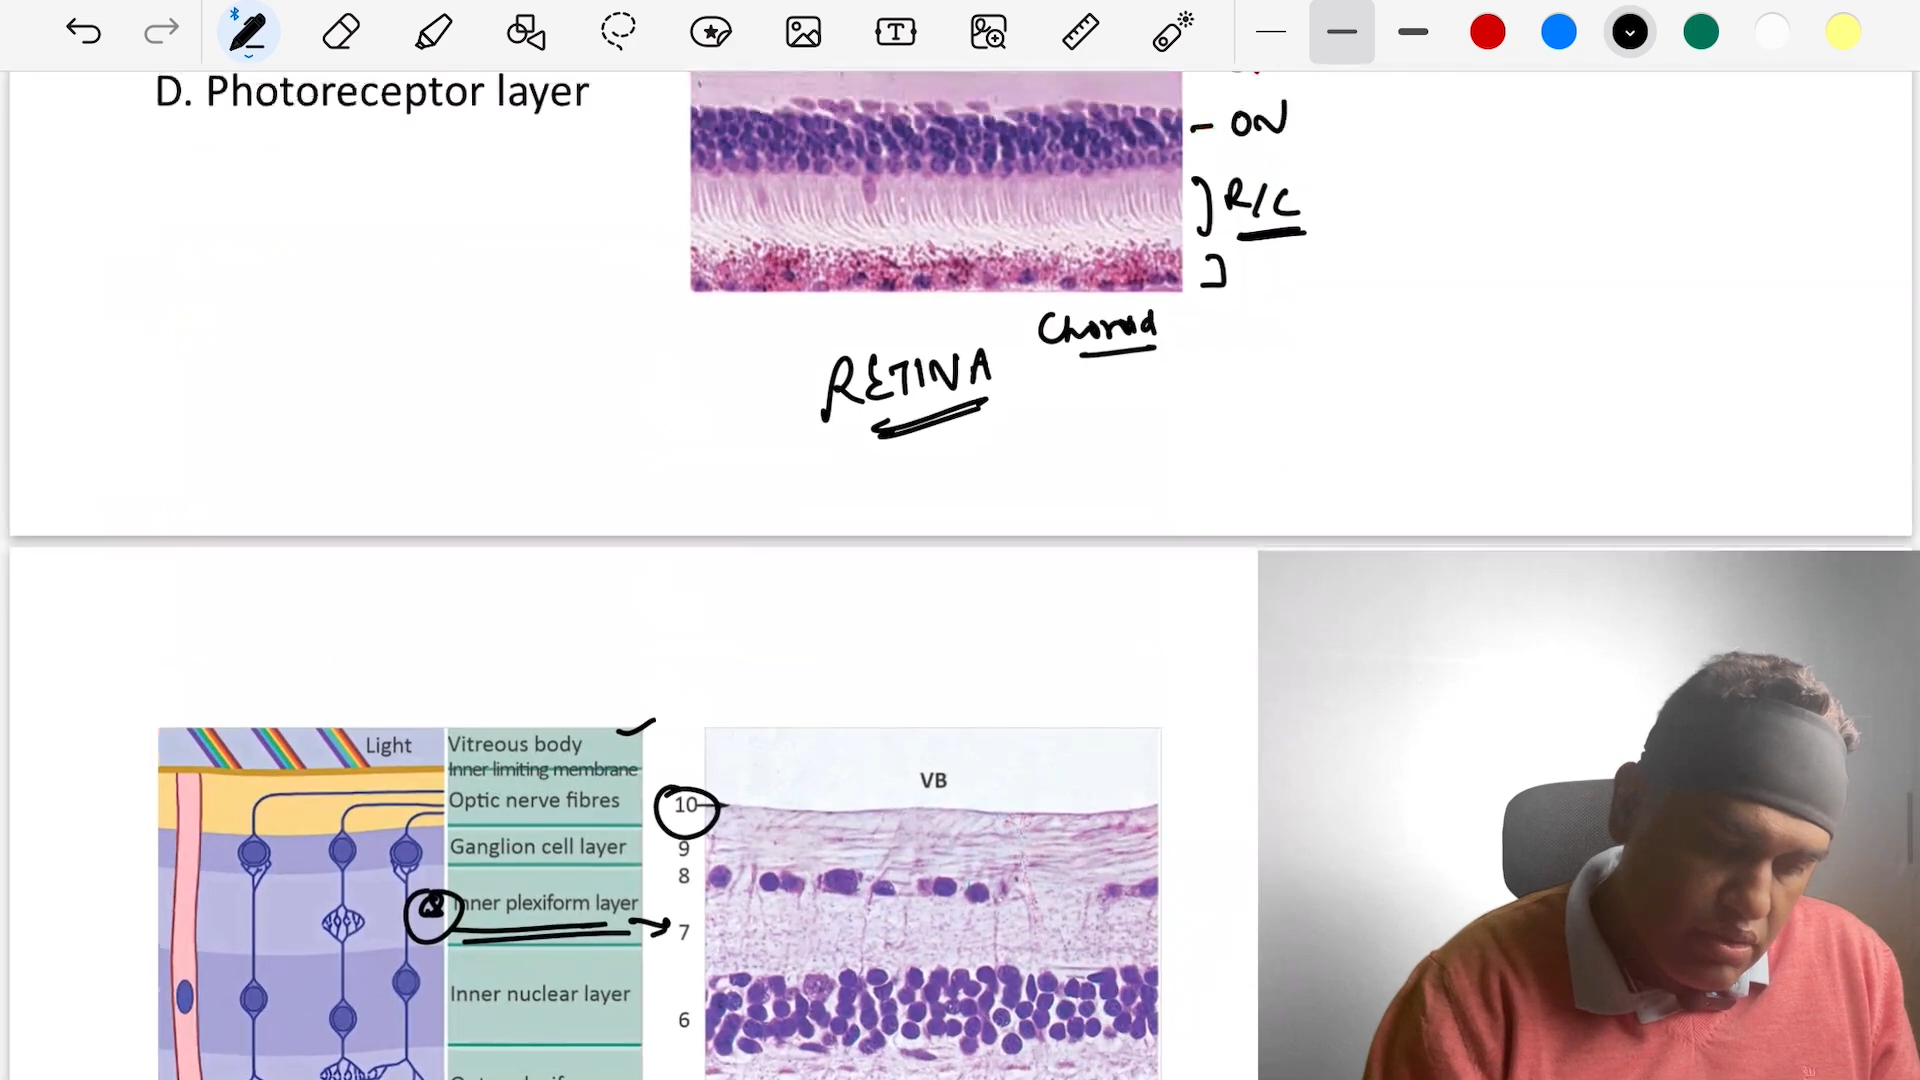 D. Photoreceptor layer
ON
R/C
Choroid
RETINA
Light
Vitreous body
Inner limiting membrane
Optic nerve fibres
Ganglion cell layer
Inner plexiform layer
Inner nuclear layer
VB
10
9
8
7
6